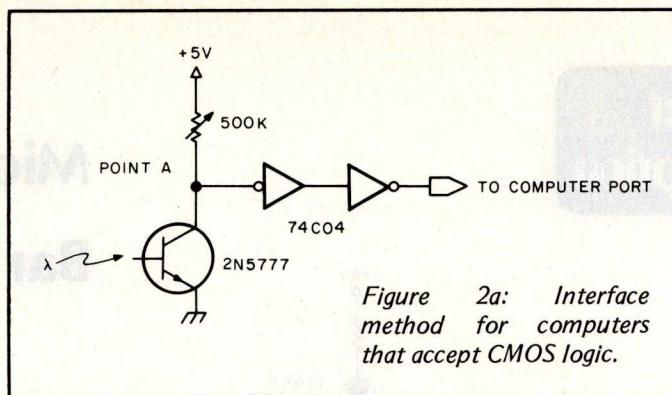 +5V
500K
POINT A
74C04
TO COMPUTER PORT
λ
2N5777
Figure 2a: Interface
method for computers
that accept CMOS logic.